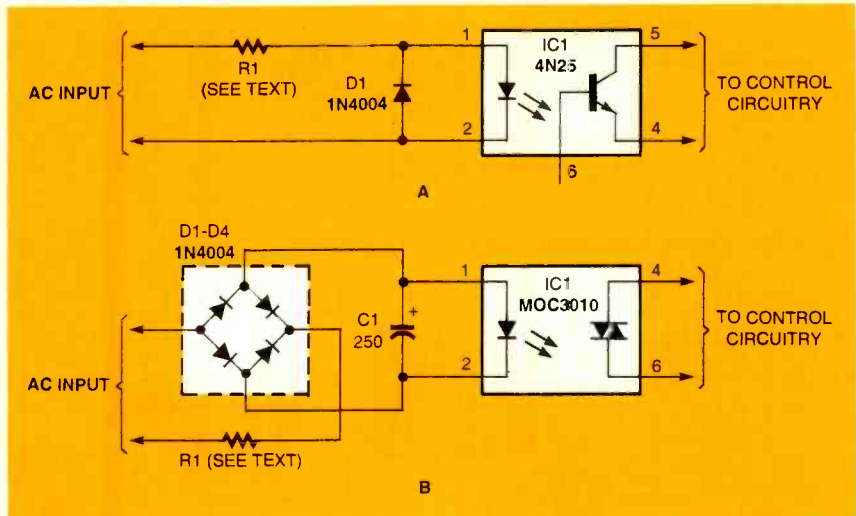 AC INPUT
R1
(SEE TEXT)
D1
1N4004
1
2
IC1
4N25
5
4
6
TO CONTROL
CIRCUITRY
A
D1-D4
1N4004
AC INPUT
R1 (SEE TEXT)
C1
250
+
1
2
IC1
MOC3010
4
6
TO CONTROL
CIRCUITRY
B